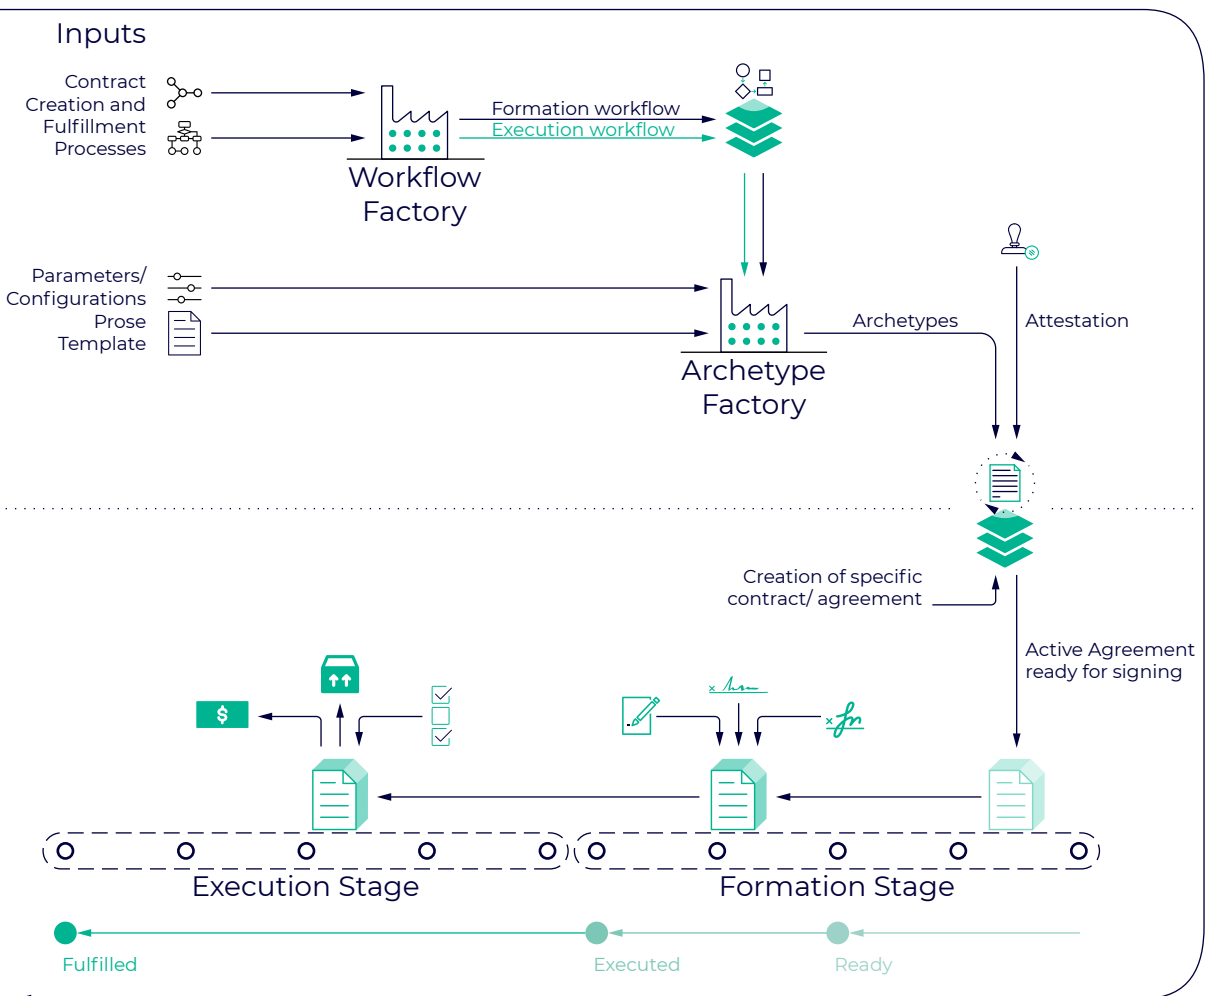 Inputs
Contract
Creation and
Fulfillment
Processes
Formation workflow
Execution workflow
Workflow
Factory
Parameters/
Configurations
Prose
Template
Archetype
Factory
Archetypes
Attestation
Creation of specific
contract/ agreement
Active Agreement
ready for signing
$
Execution Stage
Formation Stage
Fulfilled
Executed
Ready